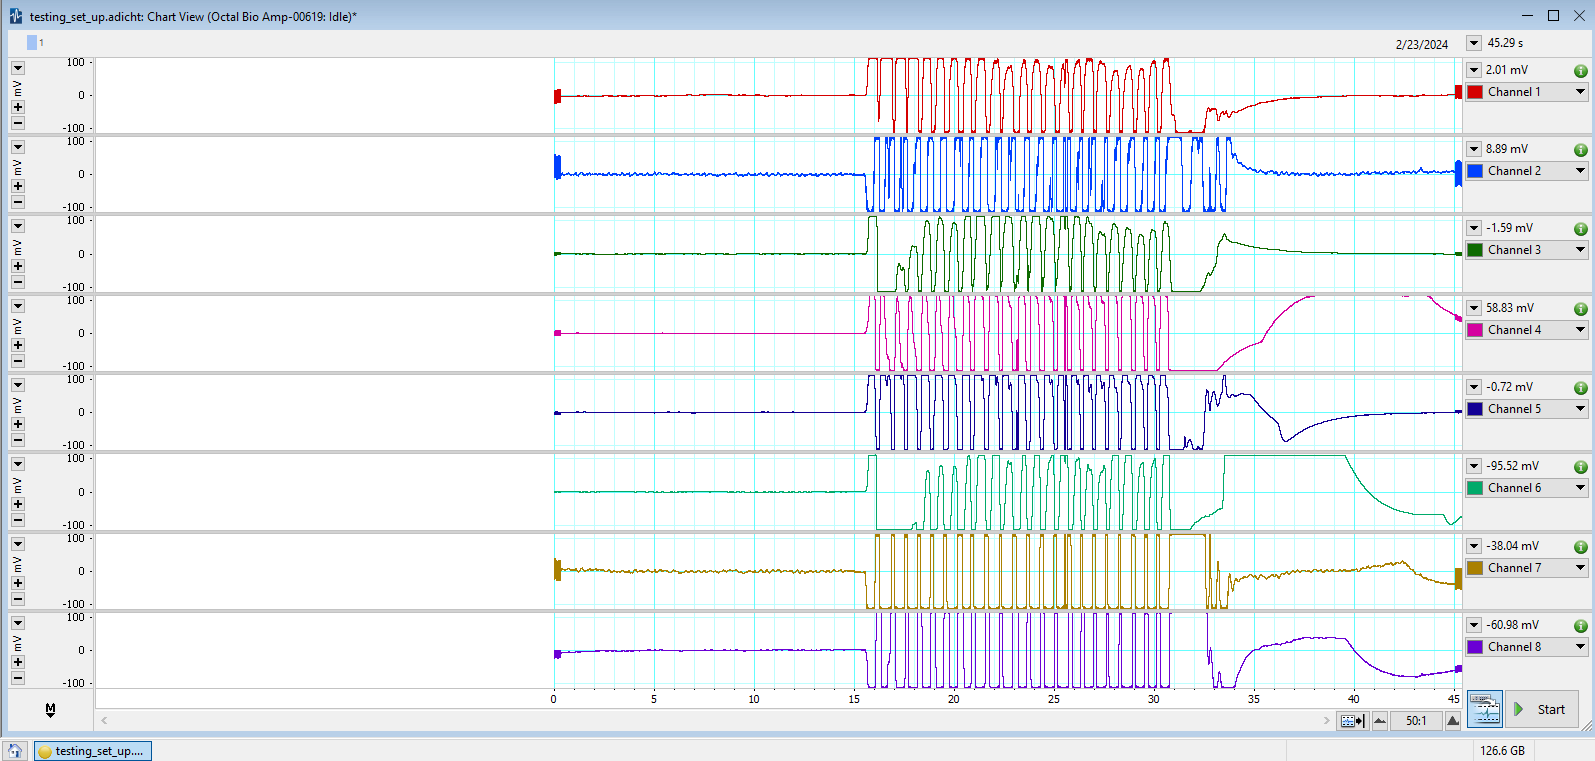 testing_set_up.adicht: Chart View (Octal Bio Amp-00619: Idle)*
1
2/23/2024
45.29 s
100
0
-100
mV
2.01 mV
Channel 1
100
0
-100
mV
8.89 mV
Channel 2
100
0
-100
mV
-1.59 mV
Channel 3
100
0
-100
mV
58.83 mV
Channel 4
100
0
-100
mV
-0.72 mV
Channel 5
100
0
-100
mV
-95.52 mV
Channel 6
100
0
-100
mV
-38.04 mV
Channel 7
100
0
-100
mV
-60.98 mV
Channel 8
0 5 10 15 20 25 30 35 40 45
M
50:1
Start
testing_set_up....
126.6 GB